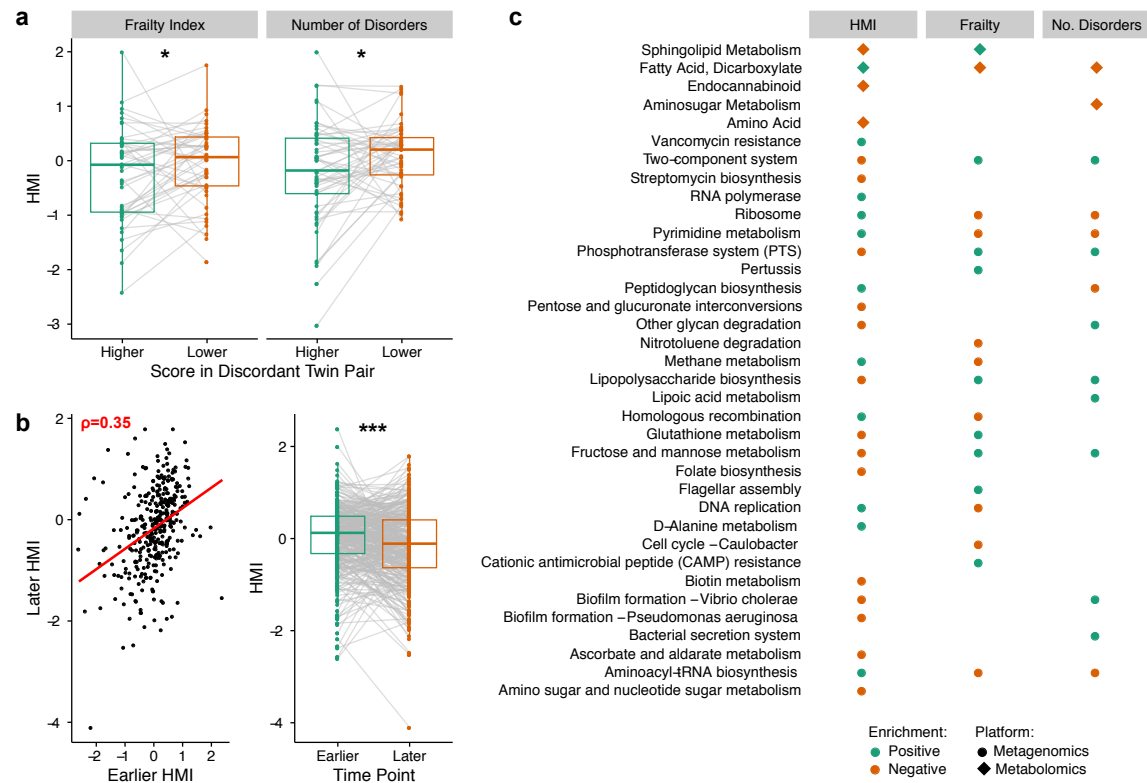 a
Frailty Index
Number of Disorders
*
*
2
1
0
−1
−2
−3
HMI
Higher
Lower
Higher
Lower
Score in Discordant Twin Pair
b
ρ=0.35
2
0
−2
−4
Later HMI
−2
−1
0
1
2
Earlier HMI
***
2
0
−2
−4
HMI
Earlier
Later
Time Point
c
HMI
Frailty
No. Disorders
Sphingolipid Metabolism
Fatty Acid, Dicarboxylate
Endocannabinoid
Aminosugar Metabolism
Amino Acid
Vancomycin resistance
Two−component system
Streptomycin biosynthesis
RNA polymerase
Ribosome
Pyrimidine metabolism
Phosphotransferase system (PTS)
Pertussis
Peptidoglycan biosynthesis
Pentose and glucuronate interconversions
Other glycan degradation
Nitrotoluene degradation
Methane metabolism
Lipopolysaccharide biosynthesis
Lipoic acid metabolism
Homologous recombination
Glutathione metabolism
Fructose and mannose metabolism
Folate biosynthesis
Flagellar assembly
DNA replication
D−Alanine metabolism
Cell cycle −Caulobacter
Cationic antimicrobial peptide (CAMP) resistance
Biotin metabolism
Biofilm formation −Vibrio cholerae
Biofilm formation −Pseudomonas aeruginosa
Bacterial secretion system
Ascorbate and aldarate metabolism
Aminoacyl−tRNA biosynthesis
Amino sugar and nucleotide sugar metabolism
Enrichment:
Positive
Negative
Platform:
Metagenomics
Metabolomics